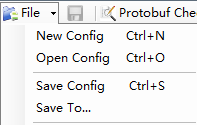 File Protobuf Che
New Config Ctrl+N
Open Config Ctrl+O
Save Config Ctrl+S
Save To...